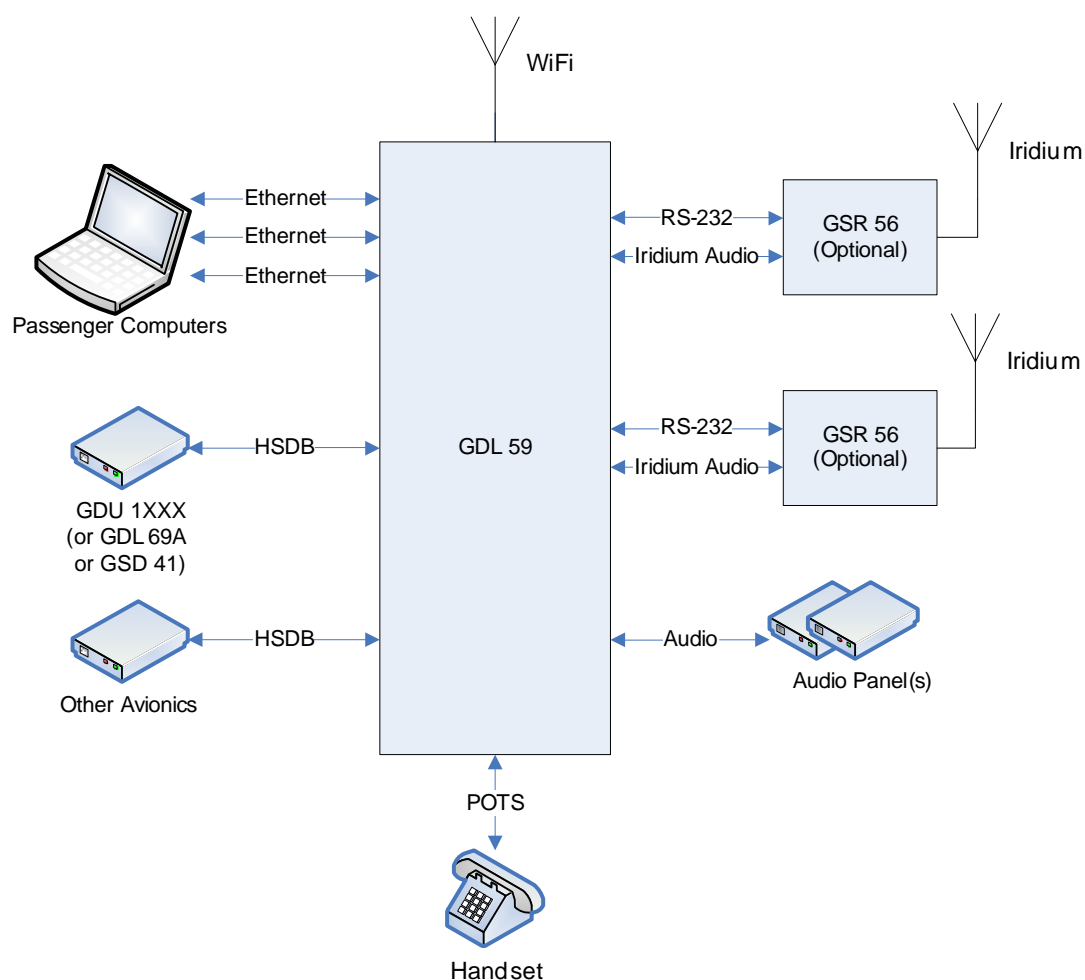 WiFi
Iridium
Ethernet
Ethernet
Ethernet
Passenger Computers
RS-232
Iridium Audio
GSR 56
(Optional)
Iridium
HSDB
GDU 1XXX
(or GDL 69A
or GSD 41)
GDL 59
RS-232
Iridium Audio
GSR 56
(Optional)
HSDB
Other Avionics
Audio
Audio Panel(s)
POTS
Handset